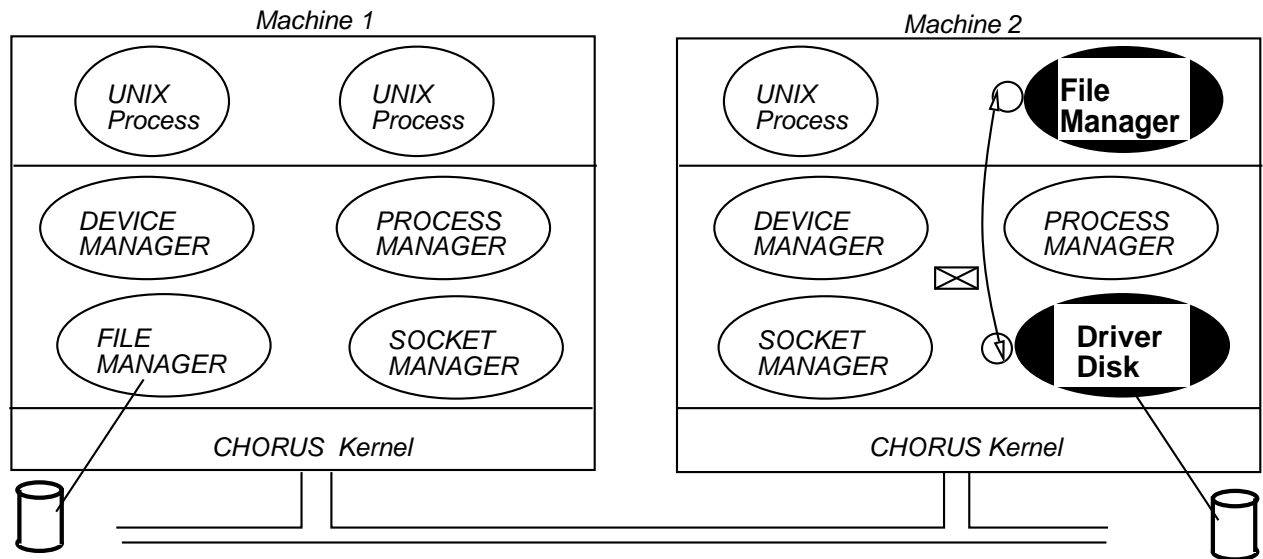 Machine 1
UNIX
Process
UNIX
Process
DEVICE
MANAGER
PROCESS
MANAGER
FILE
MANAGER
SOCKET
MANAGER
CHORUS Kernel
Machine 2
UNIX
Process
File
Manager
DEVICE
MANAGER
PROCESS
MANAGER
SOCKET
MANAGER
Driver
Disk
CHORUS Kernel